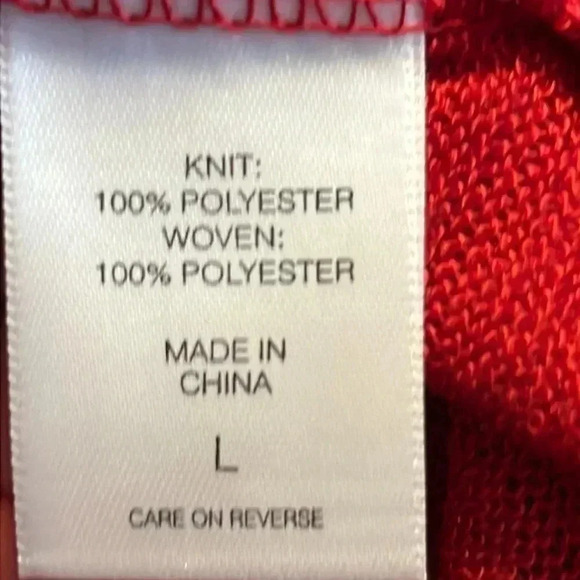 KNIT:
100% POLYESTER
WOVEN:
100% POLYESTER
MADE IN
CHINA
L
CARE ON REVERSE